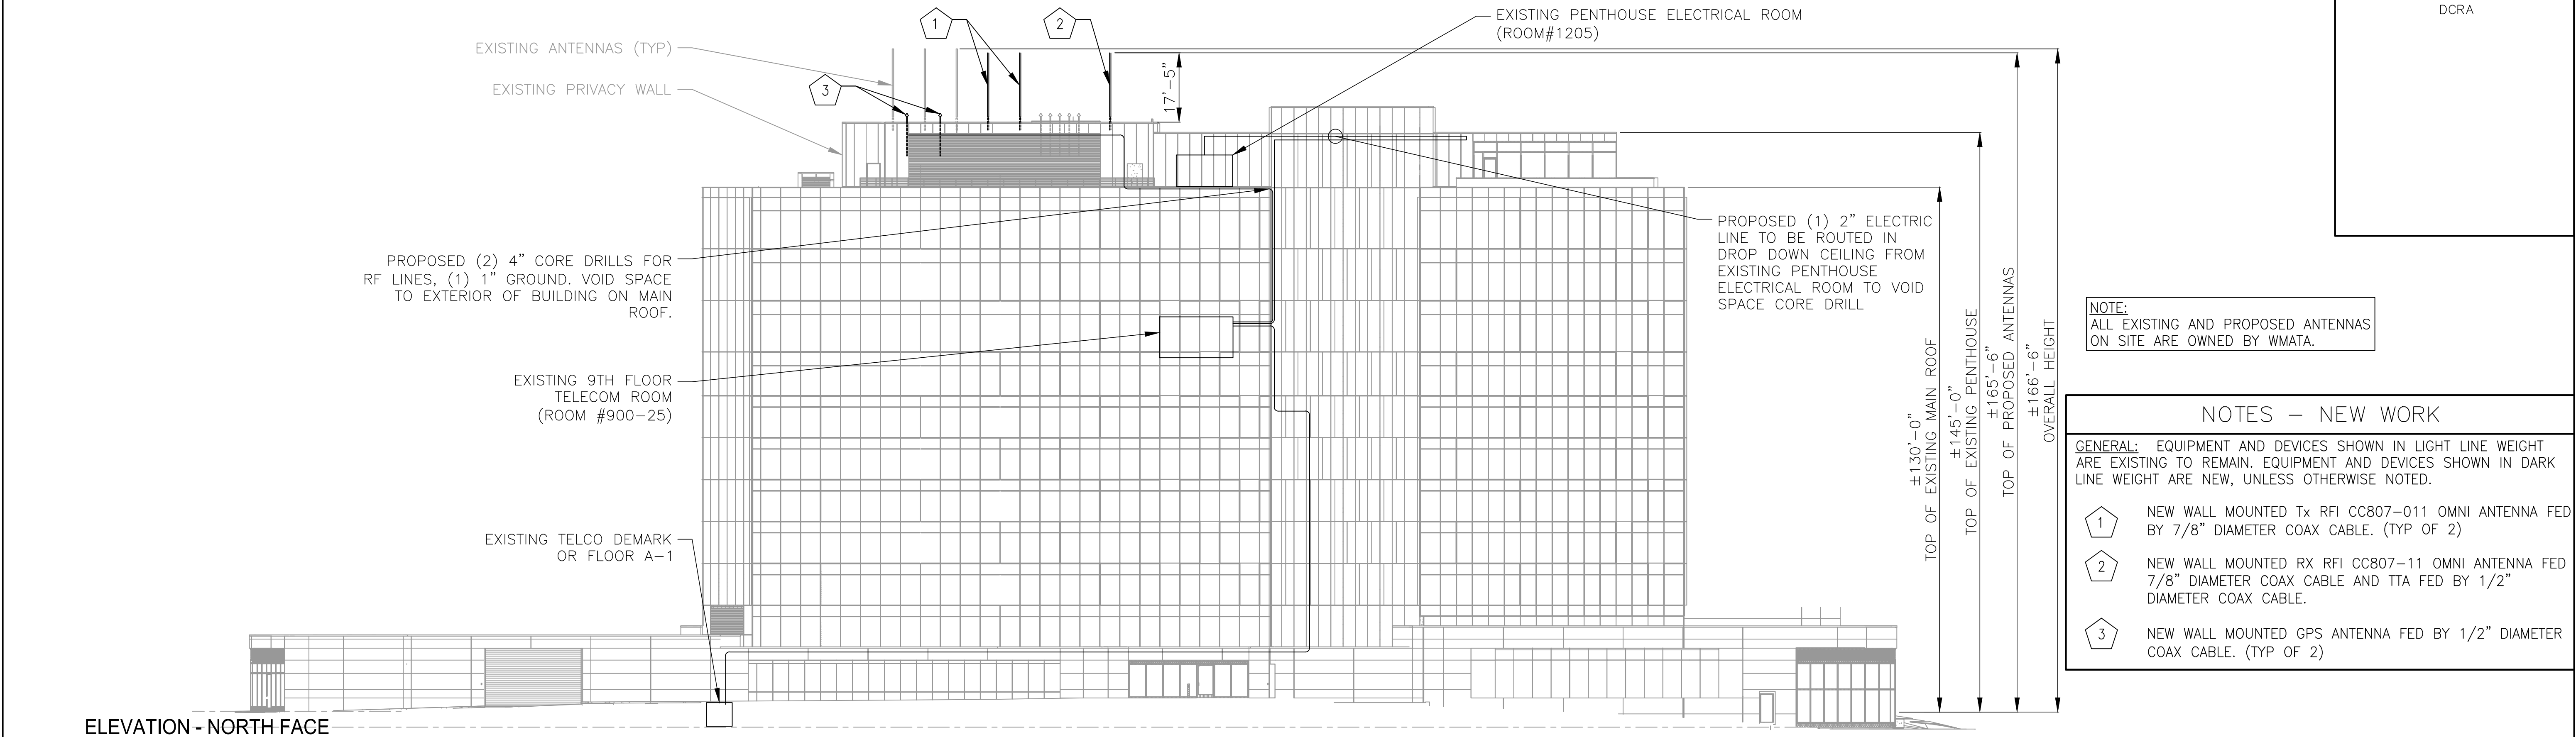 DCRA
1
2
EXISTING PENTHOUSE ELECTRICAL ROOM
(ROOM#1205)
EXISTING ANTENNAS (TYP)
EXISTING PRIVACY WALL
3
17'-5"
PROPOSED (2) 4" CORE DRILLS FOR
RF LINES, (1) 1" GROUND. VOID SPACE
TO EXTERIOR OF BUILDING ON MAIN
ROOF.
PROPOSED (1) 2" ELECTRIC
LINE TO BE ROUTED IN
DROP DOWN CEILING FROM
EXISTING PENTHOUSE
ELECTRICAL ROOM TO VOID
SPACE CORE DRILL
EXISTING 9TH FLOOR
TELECOM ROOM
(ROOM #900-25)
EXISTING TELCO DEMARK
OR FLOOR A-1
±130'-0"
TOP OF EXISTING MAIN ROOF
±145'-0"
TOP OF EXISTING PENTHOUSE
±165'-6"
TOP OF PROPOSED ANTENNAS
±166'-6"
OVERALL HEIGHT
NOTE:
ALL EXISTING AND PROPOSED ANTENNAS
ON SITE ARE OWNED BY WMATA.
NOTES - NEW WORK
GENERAL: EQUIPMENT AND DEVICES SHOWN IN LIGHT LINE WEIGHT
ARE EXISTING TO REMAIN. EQUIPMENT AND DEVICES SHOWN IN DARK
LINE WEIGHT ARE NEW, UNLESS OTHERWISE NOTED.
1 NEW WALL MOUNTED Tx RFI CC807-011 OMNI ANTENNA FED
BY 7/8" DIAMETER COAX CABLE. (TYP OF 2)
2 NEW WALL MOUNTED RX RFI CC807-11 OMNI ANTENNA FED
7/8" DIAMETER COAX CABLE AND TTA FED BY 1/2"
DIAMETER COAX CABLE.
3 NEW WALL MOUNTED GPS ANTENNA FED BY 1/2" DIAMETER
COAX CABLE. (TYP OF 2)
ELEVATION - NORTH FACE